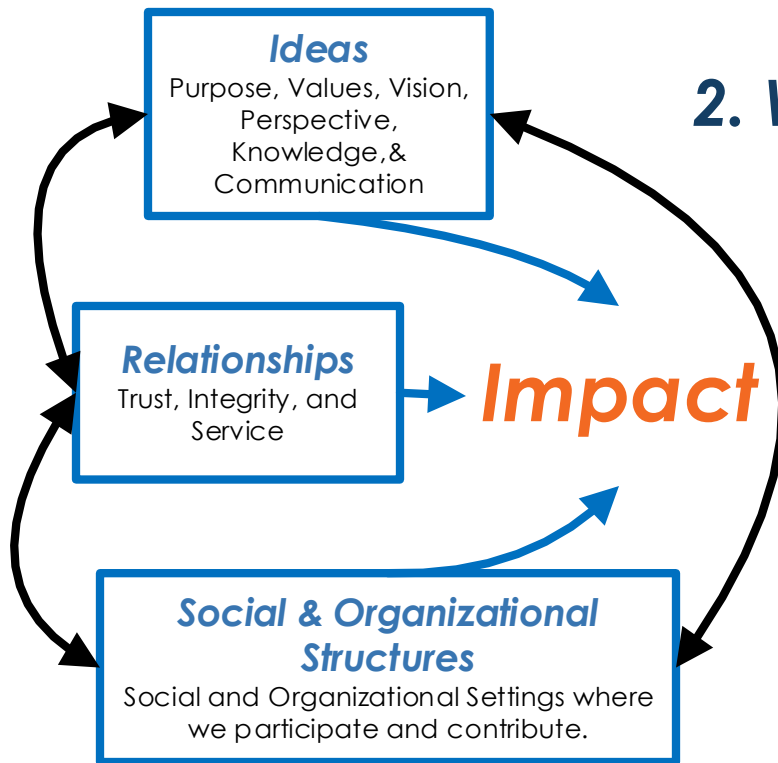 Ideas
Purpose, Values, Vision,
Perspective,
Knowledge,&
Communication
2.
Relationships
Trust, Integrity, and
Service
Impact
Social & Organizational
Structures
Social and Organizational Settings where
we participate and contribute.